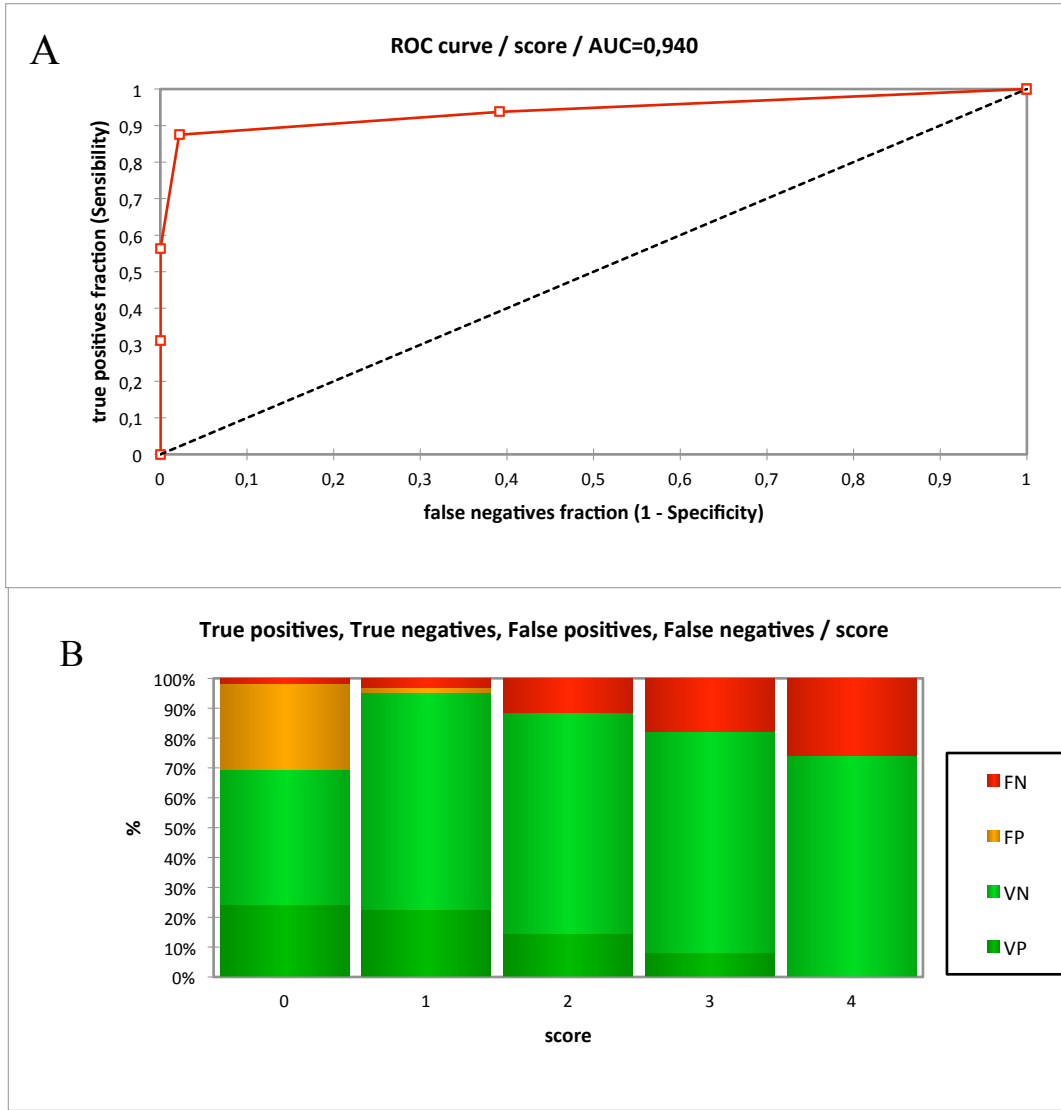 A
ROC curve / score / AUC=0,940
true positives fraction (Sensibility)
1
0,9
0,8
0,7
0,6
0,5
0,4
0,3
0,2
0,1
0
0 0,1 0,2 0,3 0,4 0,5 0,6 0,7 0,8 0,9 1
false negatives fraction (1 - Specificity)
B
True positives, True negatives, False positives, False negatives / score
%
100%
90%
80%
70%
60%
50%
40%
30%
20%
10%
0%
0 1 2 3 4
score
FN
FP
VN
VP